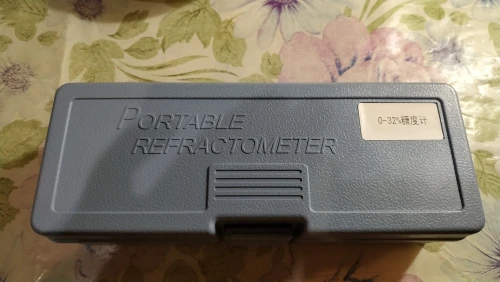 PORTABLE
REFRACTOMETER
0-32%糖度计